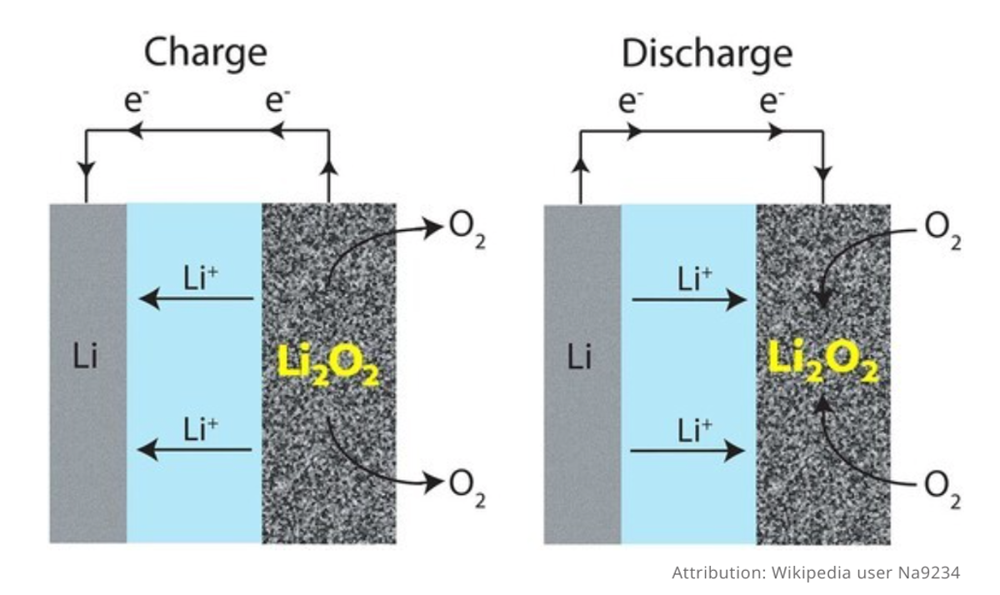 Charge
e⁻ e⁻
O₂
Li⁺
Li
Li₂O₂
Li⁺
O₂
Discharge
e⁻ e⁻
O₂
Li⁺
Li
Li₂O₂
Li⁺
O₂
Attribution: Wikipedia user Na9234